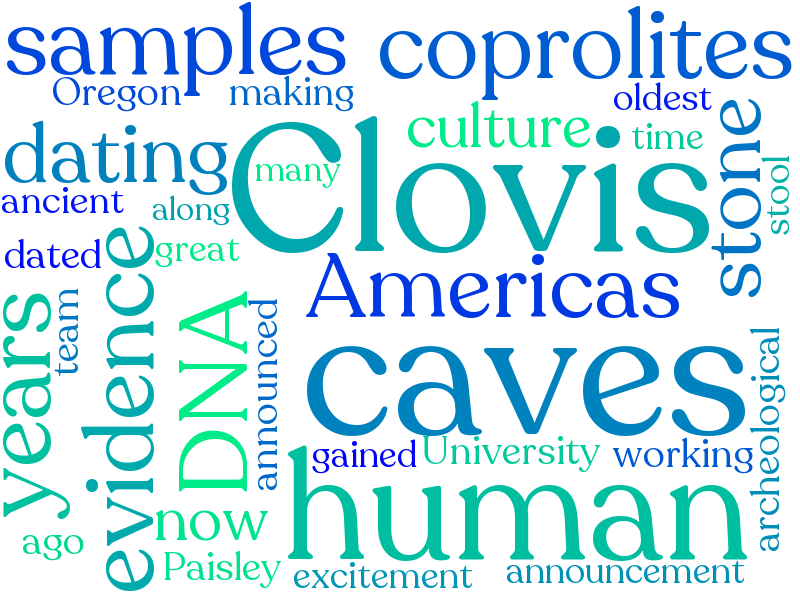 samples
coprolites
Oregon
making
oldest
culture
time
stone
dating
Clovis
many
stool
ancient
along
great
dated
evidence
Americas
years
team
DNA
announced
caves
archeological
gained
University
working
human
now
ago
Paisley
excitement
announcement